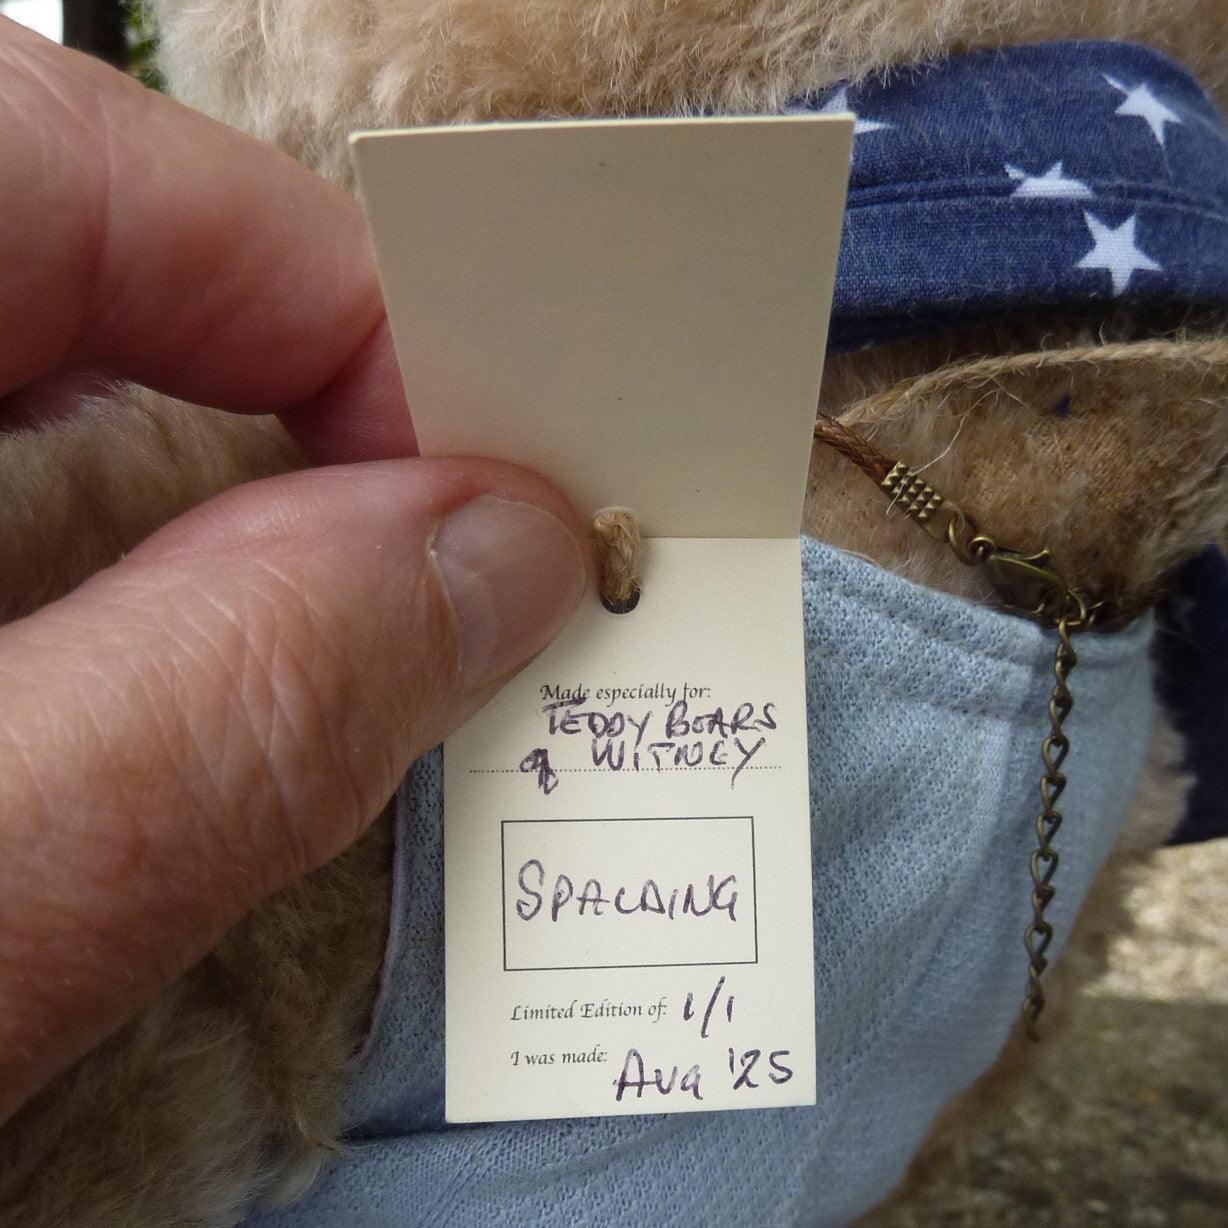 Made especially for:
TEDDY BEARS
of WITNEY
SPALDING
Limited Edition of: 1/1
I was made: AUG '25